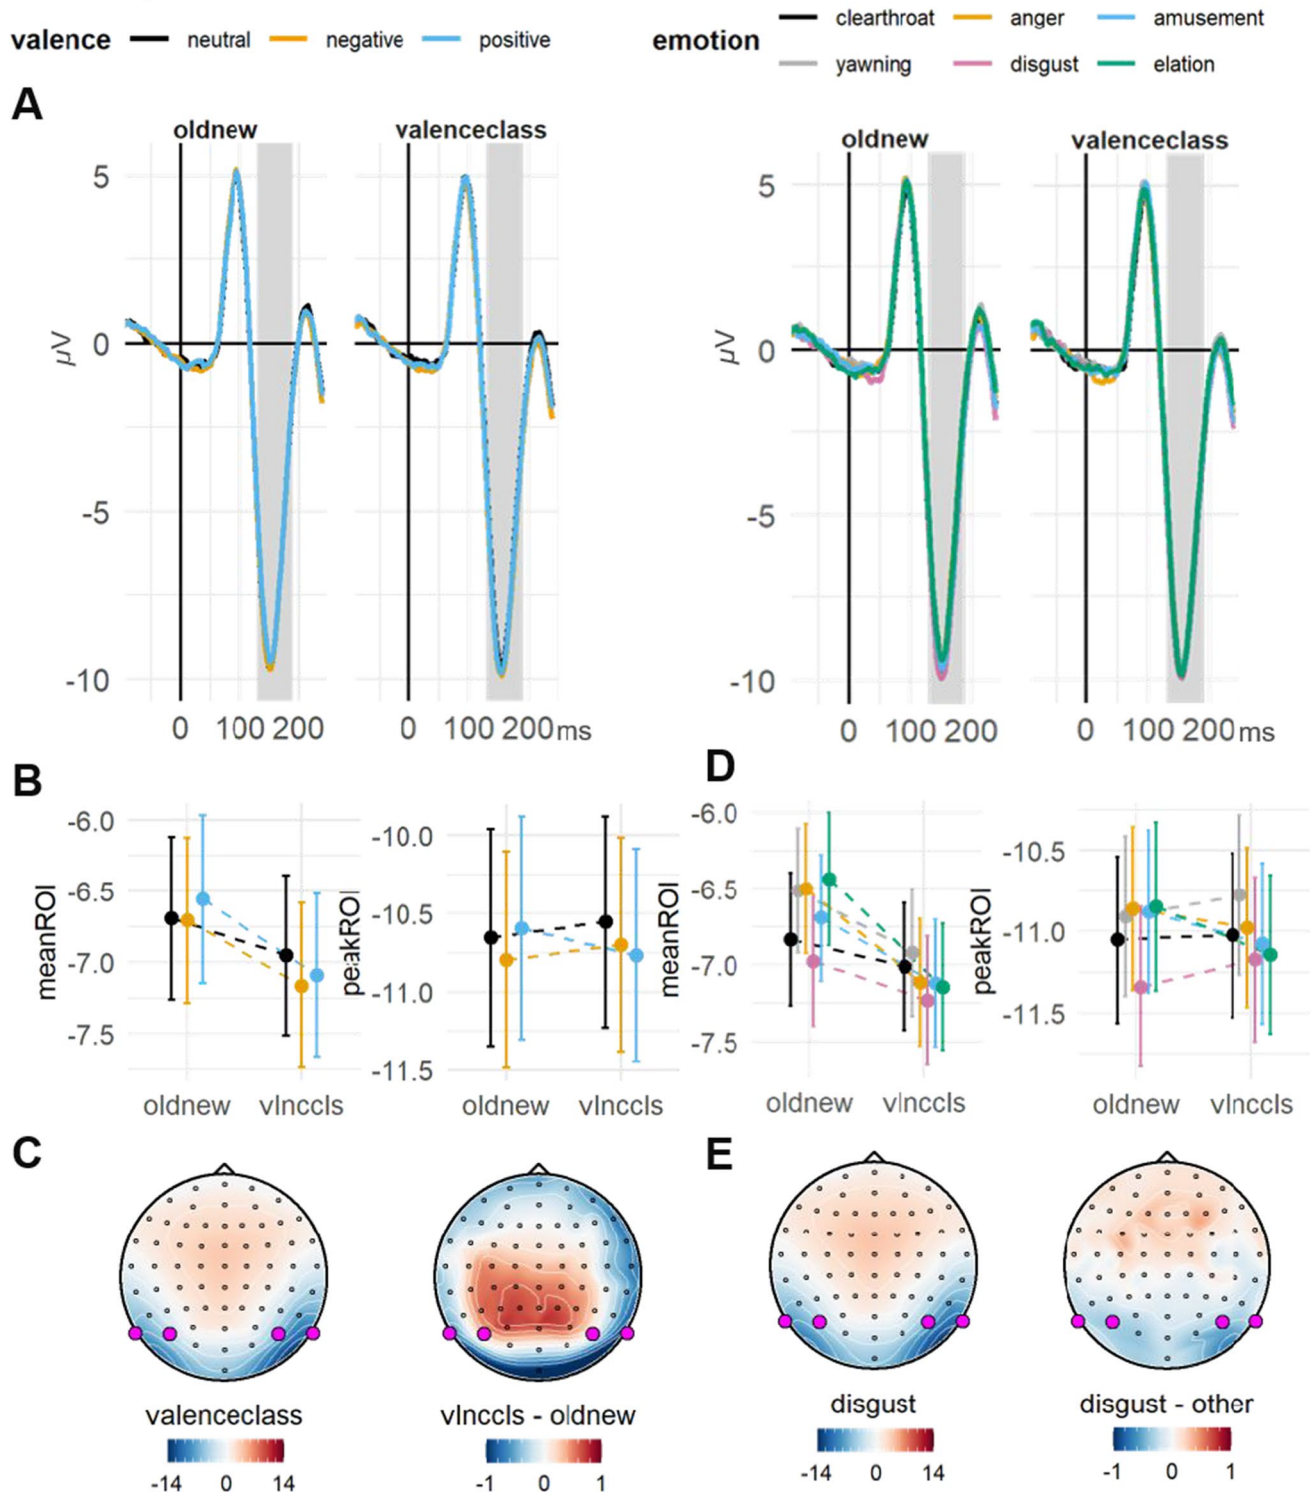 valence neutral negative positive
emotion clearthroat anger amusement
yawning disgust elation
A
oldnew valenceclass
5
0
-5
-10
µV
0 100 200 0 100 200 ms
oldnew valenceclass
5
0
-5
-10
µV
0 100 200 0 100 200 ms
B
meanROI
-6.0
-6.5
-7.0
-7.5
oldnew vlnccls
peakROI
-10.0
-10.5
-11.0
-11.5
oldnew vlnccls
D
meanROI
-6.0
-6.5
-7.0
-7.5
oldnew vlnccls
peakROI
-10.5
-11.0
-11.5
oldnew vlnccls
C
valenceclass
-14 0 14
vlnccls - oldnew
-1 0 1
E
disgust
-14 0 14
disgust - other
-1 0 1